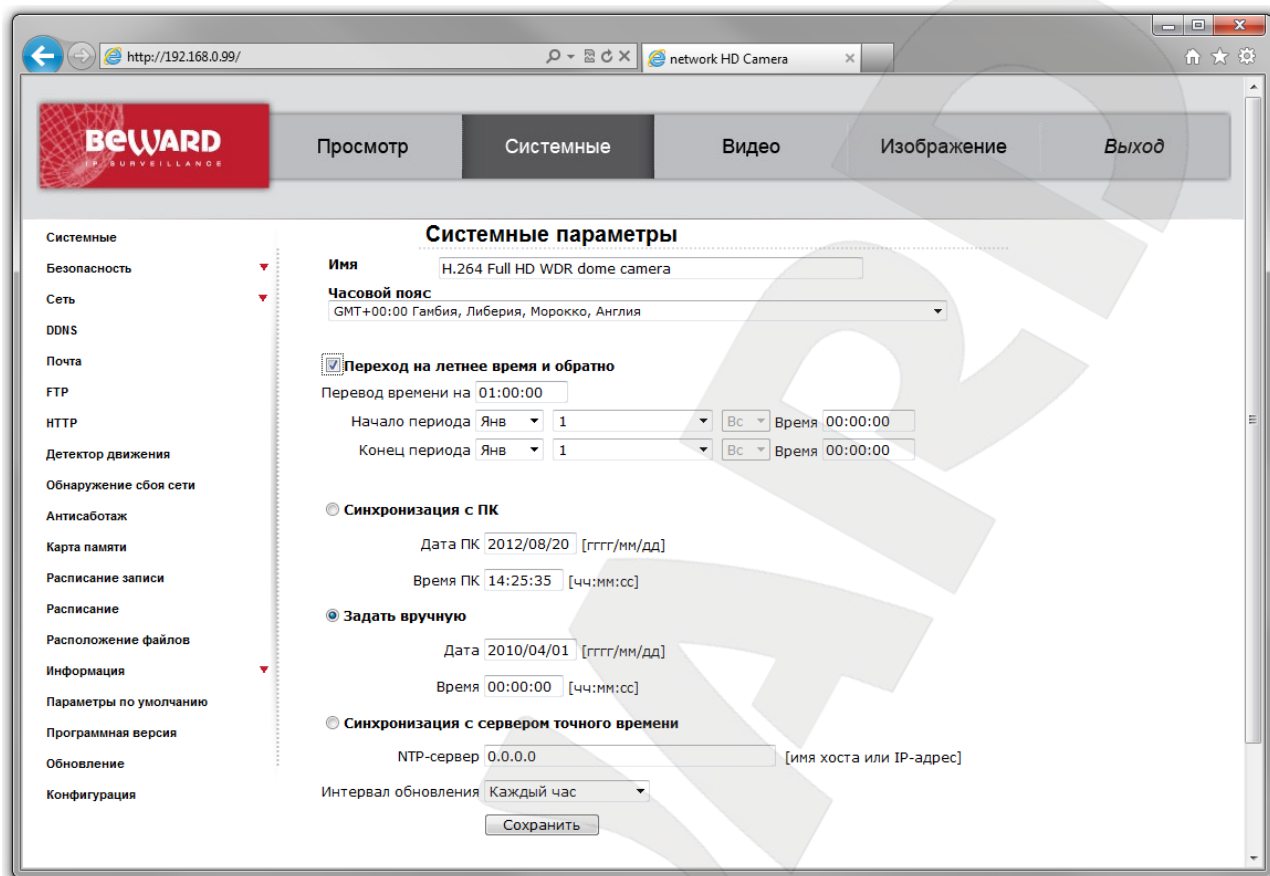 http://192.168.0.99/
network HD Camera
BEWARD
IP SURVEILLANCE
Просмотр
Системные
Видео
Изображение
Выход
Системные
Безопасность
Сеть
DDNS
Почта
FTP
HTTP
Детектор движения
Обнаружение сбоя сети
Антисаботаж
Карта памяти
Расписание записи
Расписание
Расположение файлов
Информация
Параметры по умолчанию
Программная версия
Обновление
Конфигурация
Системные параметры
Имя H.264 Full HD WDR dome camera
Часовой пояс
GMT+00:00 Гамбия, Либерия, Морокко, Англия
Переход на летнее время и обратно
Перевод времени на 01:00:00
Начало периода Янв 1 Вс Время 00:00:00
Конец периода Янв 1 Вс Время 00:00:00
Синхронизация с ПК
Дата ПК 2012/08/20 [гггг/мм/дд]
Время ПК 14:25:35 [чч:мм:сс]
Задать вручную
Дата 2010/04/01 [гггг/мм/дд]
Время 00:00:00 [чч:мм:сс]
Синхронизация с сервером точного времени
NTP-сервер 0.0.0.0 [имя хоста или IP-адрес]
Интервал обновления Каждый час
Сохранить